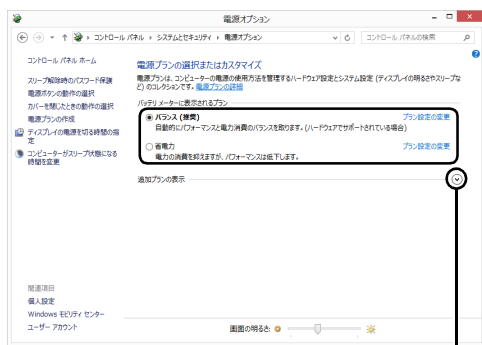 電源オプション
コントロール パネル ▸ システムとセキュリティ ▸ 電源オプション
コントロール パネルの検索
コントロール パネル ホーム
スリープ解除時のパスワード保護
電源ボタンの動作の選択
カバーを閉じたときの動作の選択
電源プランの作成
ディスプレイの電源を切る時間の指
定
コンピューターがスリープ状態になる
時間を変更
電源プランの選択またはカスタマイズ
電源プランは、コンピューターの電源の使用方法を管理するハードウェア設定とシステム設定 (ディスプレイの明るさやスリープな
ど) のコレクションです。電源プランの詳細
バッテリ メーターに表示されるプラン
バランス (推奨) プラン設定の変更
自動的にパフォーマンスと電力消費のバランスを取ります。(ハードウェアでサポートされている場合)
省電力 プラン設定の変更
電力の消費を抑えますが、パフォーマンスは低下します。
追加プランの表示
関連項目
個人設定
Windows モビリティ センター
ユーザー アカウント
画面の明るさ: